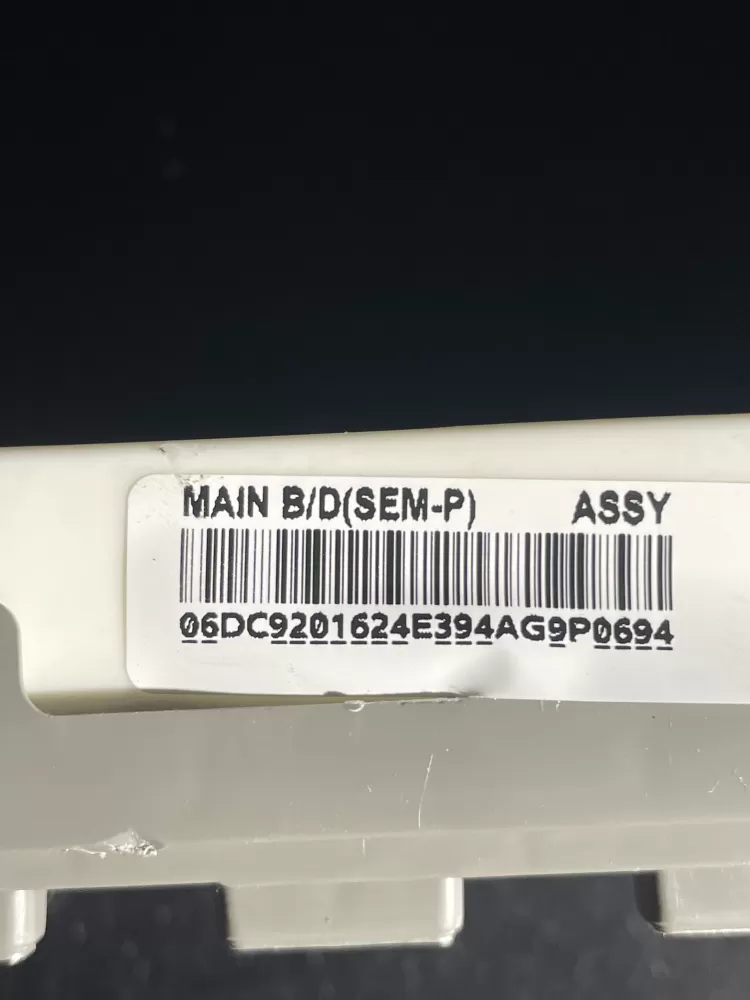 MAIN B/D(SEM-P) ASSY
06DC9201624E394AG9P0694